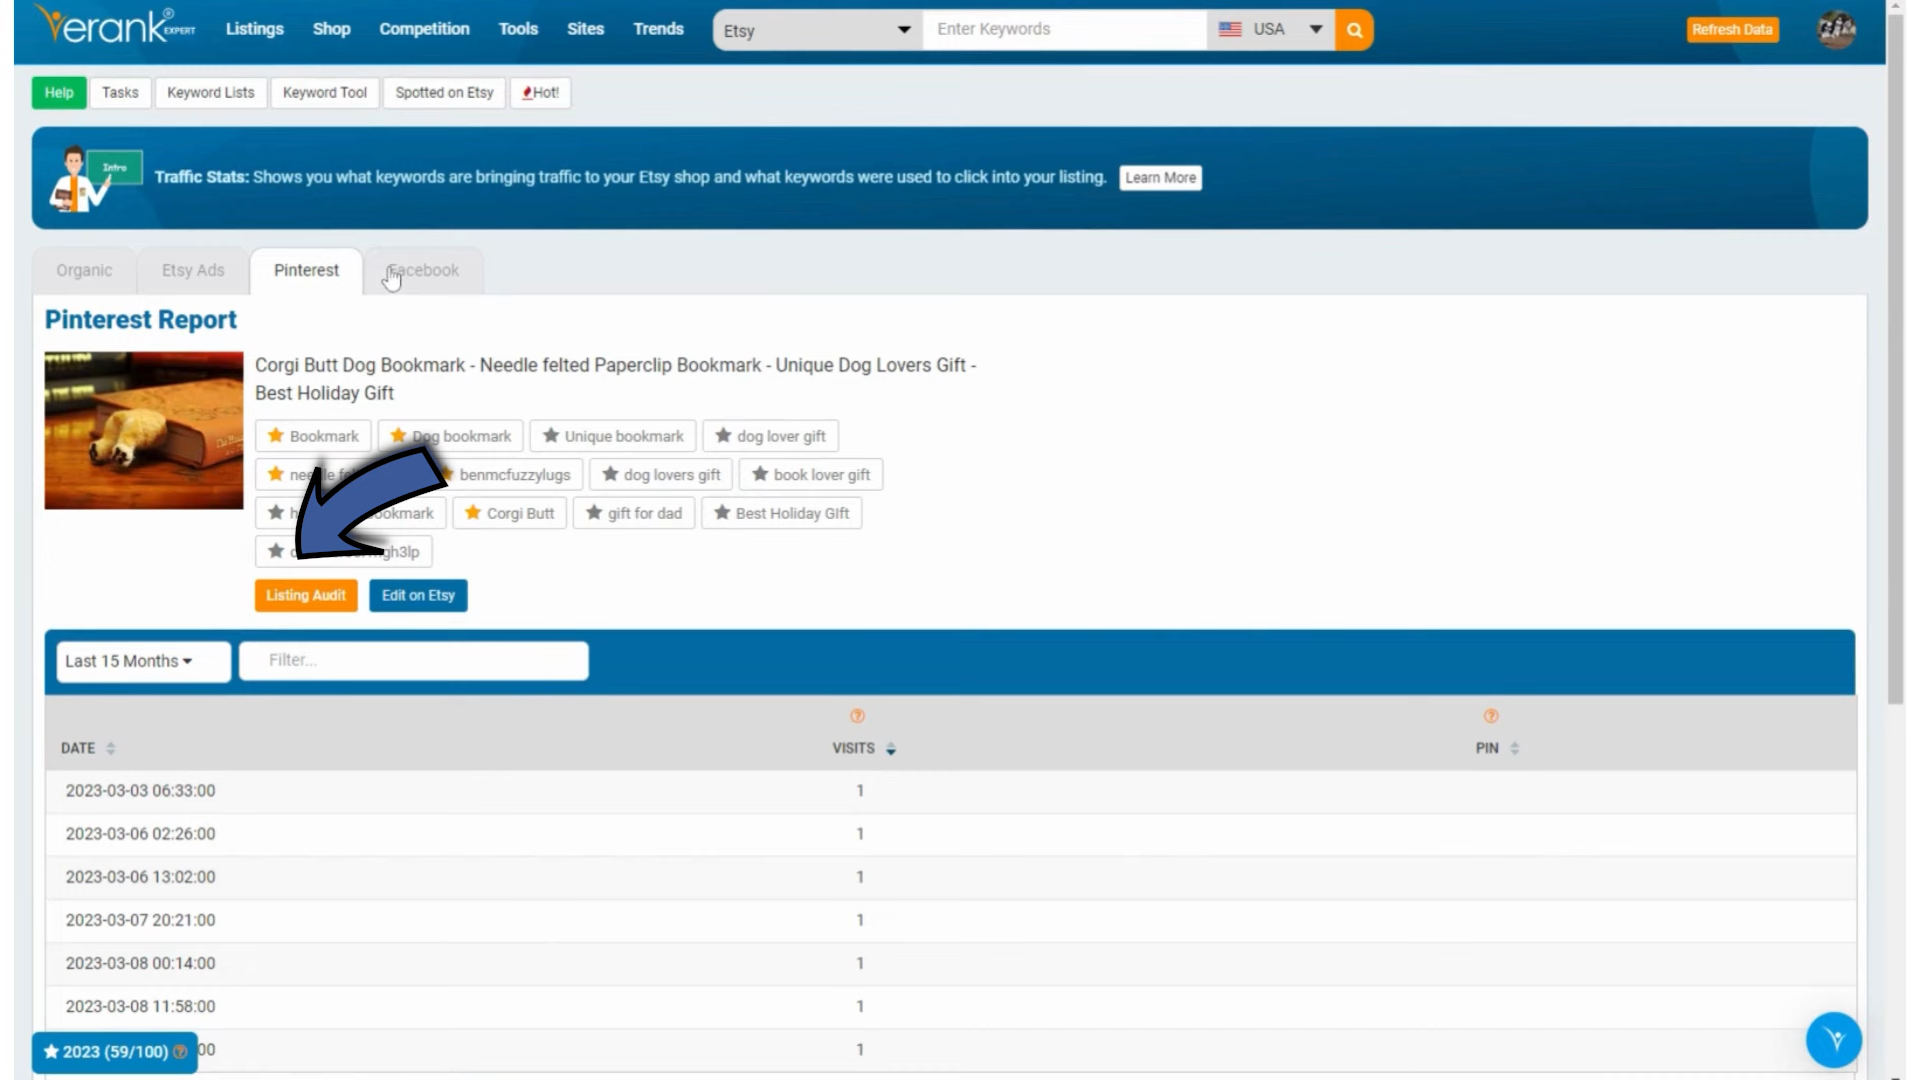 erank® EXPERT Listings Shop Competition Tools Sites Trends Etsy Enter Keywords USA Refresh Data
Help Tasks Keyword Lists Keyword Tool Spotted on Etsy Hot!
Intro
Traffic Stats: Shows you what keywords are bringing traffic to your Etsy shop and what keywords were used to click into your listing. Learn More
Organic Etsy Ads Pinterest Facebook
Pinterest Report
Corgi Butt Dog Bookmark - Needle felted Paperclip Bookmark - Unique Dog Lovers Gift -
Best Holiday Gift
Bookmark Dog bookmark Unique bookmark dog lover gift
benmcfuzzylugs dog lovers gift book lover gift
Corgi Butt gift for dad Best Holiday GIft
Listing Audit Edit on Etsy
Last 15 Months Filter...
DATE VISITS PIN
2023-03-03 06:33:00 1
2023-03-06 02:26:00 1
2023-03-06 13:02:00 1
2023-03-07 20:21:00 1
2023-03-08 00:14:00 1
2023-03-08 11:58:00 1
2023 (59/100) 00 1